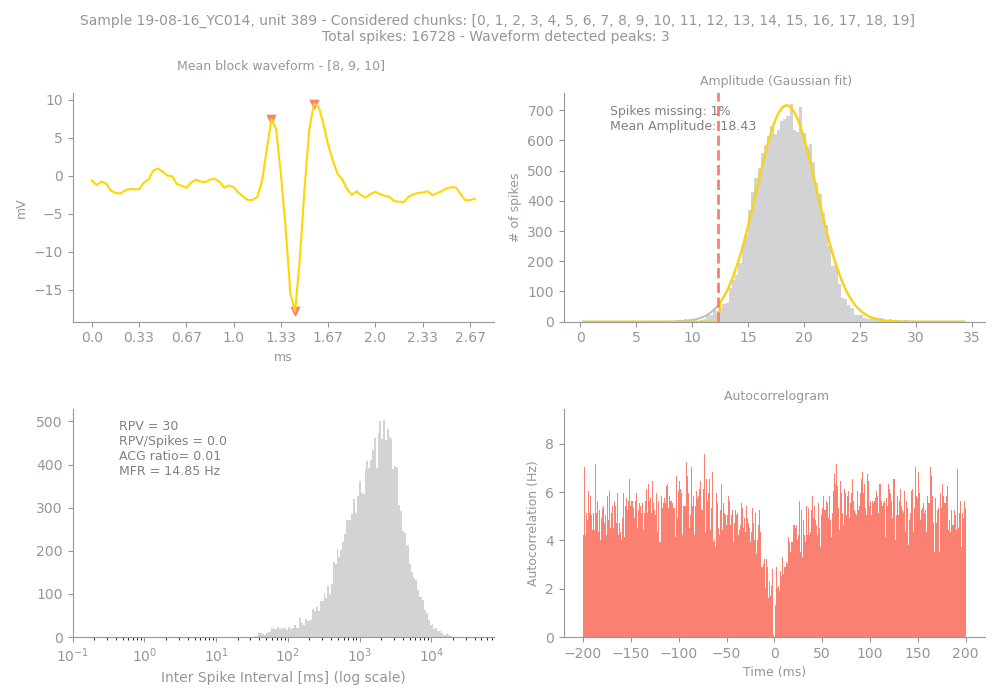 Sample 19-08-16_YC014, unit 389 - Considered chunks: [0, 1, 2, 3, 4, 5, 6, 7, 8, 9, 10, 11, 12, 13, 14, 15, 16, 17, 18, 19]
Total spikes: 16728 - Waveform detected peaks: 3
Mean block waveform - [8, 9, 10]
10
5
0
−5
−10
−15
mV
0.0 0.33 0.67 1.0 1.33 1.67 2.0 2.33 2.67
ms
Amplitude (Gaussian fit)
Spikes missing: 1%
Mean Amplitude: 18.43
700
600
500
400
300
200
100
0
# of spikes
0 5 10 15 20 25 30 35
RPV = 30
RPV/Spikes = 0.0
ACG ratio= 0.01
MFR = 14.85 Hz
500
400
300
200
100
0
10⁻¹ 10⁰ 10¹ 10² 10³ 10⁴
Inter Spike Interval [ms] (log scale)
Autocorrelogram
8
6
4
2
0
Autocorrelation (Hz)
−200 −150 −100 −50 0 50 100 150 200
Time (ms)